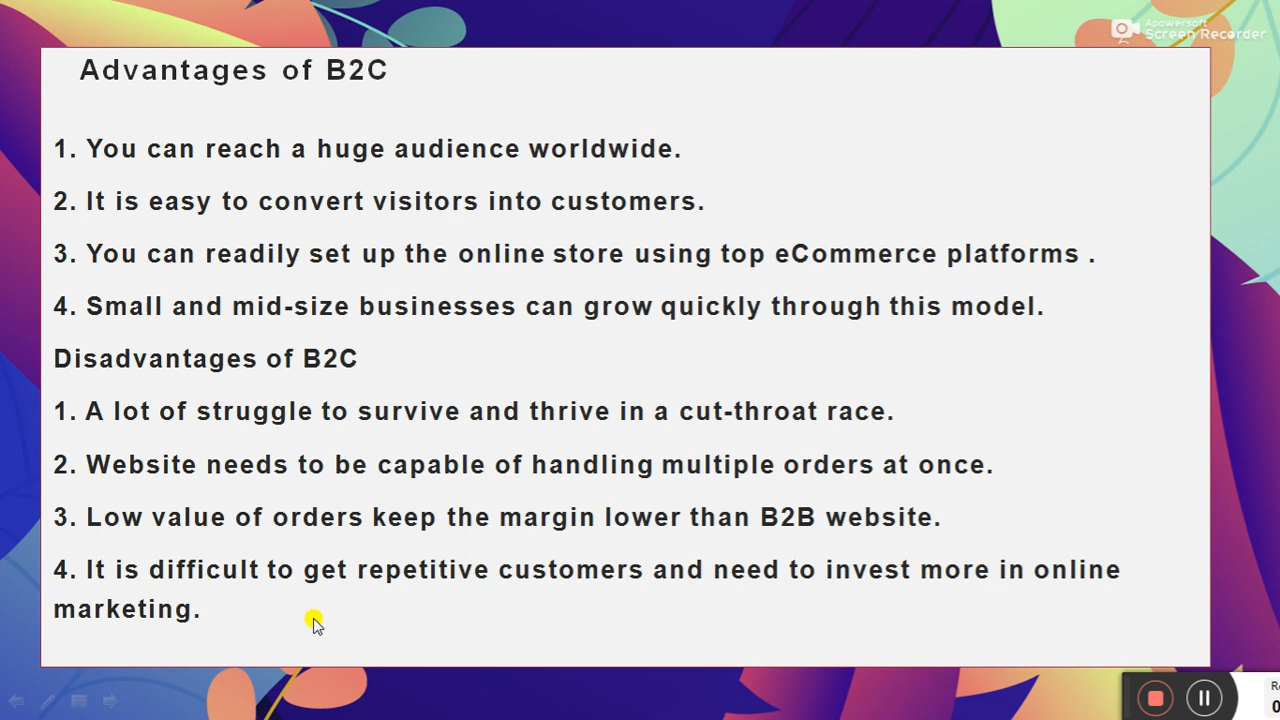 Apowersoft
Screen Recorder
Advantages of B2C
1. You can reach a huge audience worldwide.
2. It is easy to convert visitors into customers.
3. You can readily set up the online store using top eCommerce platforms .
4. Small and mid-size businesses can grow quickly through this model.
Disadvantages of B2C
1. A lot of struggle to survive and thrive in a cut-throat race.
2. Website needs to be capable of handling multiple orders at once.
3. Low value of orders keep the margin lower than B2B website.
4. It is difficult to get repetitive customers and need to invest more in online
marketing.